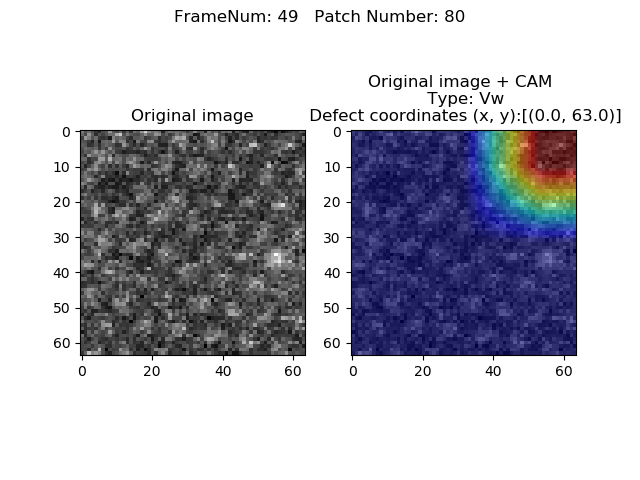 FrameNum: 49   Patch Number: 80
Original image
Original image + CAM
Type: Vw
Defect coordinates (x, y):[(0.0, 63.0)]
0
10
20
30
40
50
60
0 20 40 60
0
10
20
30
40
50
60
0 20 40 60